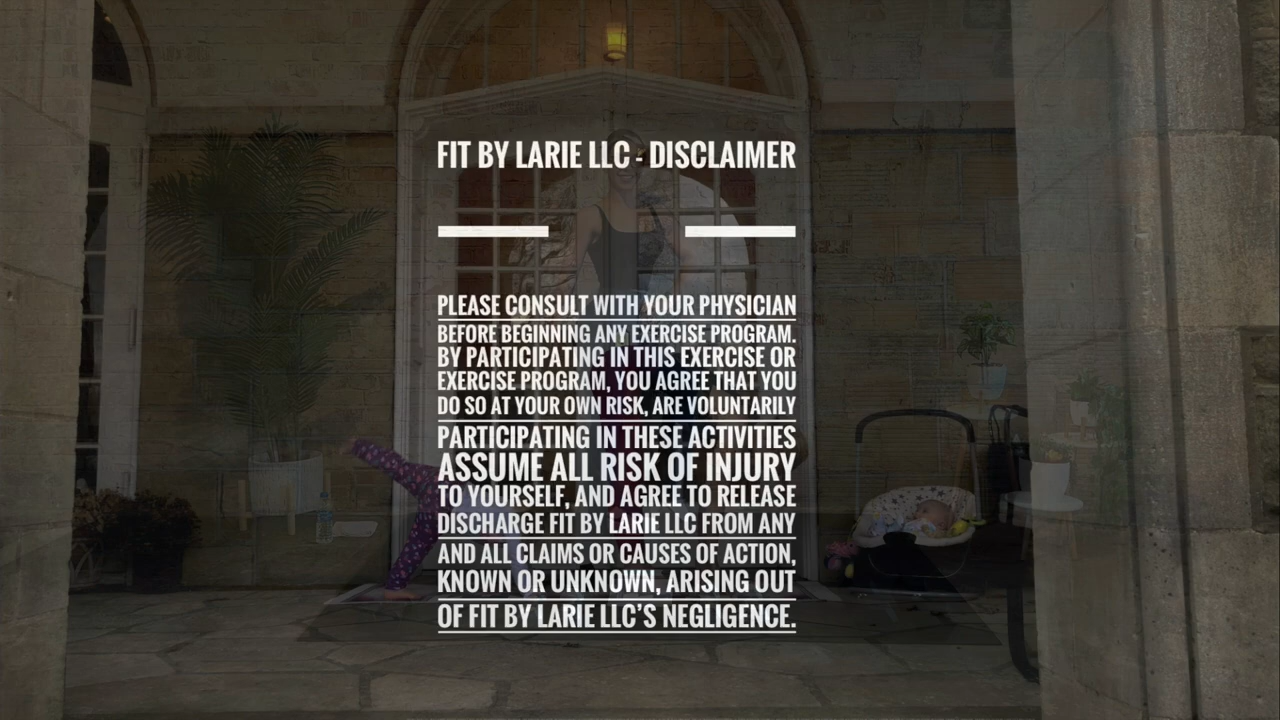 FIT BY LARIE LLC - DISCLAIMER
PLEASE CONSULT WITH YOUR PHYSICIAN
BEFORE BEGINNING ANY EXERCISE PROGRAM.
BY PARTICIPATING IN THIS EXERCISE OR
EXERCISE PROGRAM, YOU AGREE THAT YOU
DO SO AT YOUR OWN RISK, ARE VOLUNTARILY
PARTICIPATING IN THESE ACTIVITIES
ASSUME ALL RISK OF INJURY
TO YOURSELF, AND AGREE TO RELEASE
DISCHARGE FIT BY LARIE LLC FROM ANY
AND ALL CLAIMS OR CAUSES OF ACTION,
KNOWN OR UNKNOWN, ARISING OUT
OF FIT BY LARIE LLC'S NEGLIGENCE.